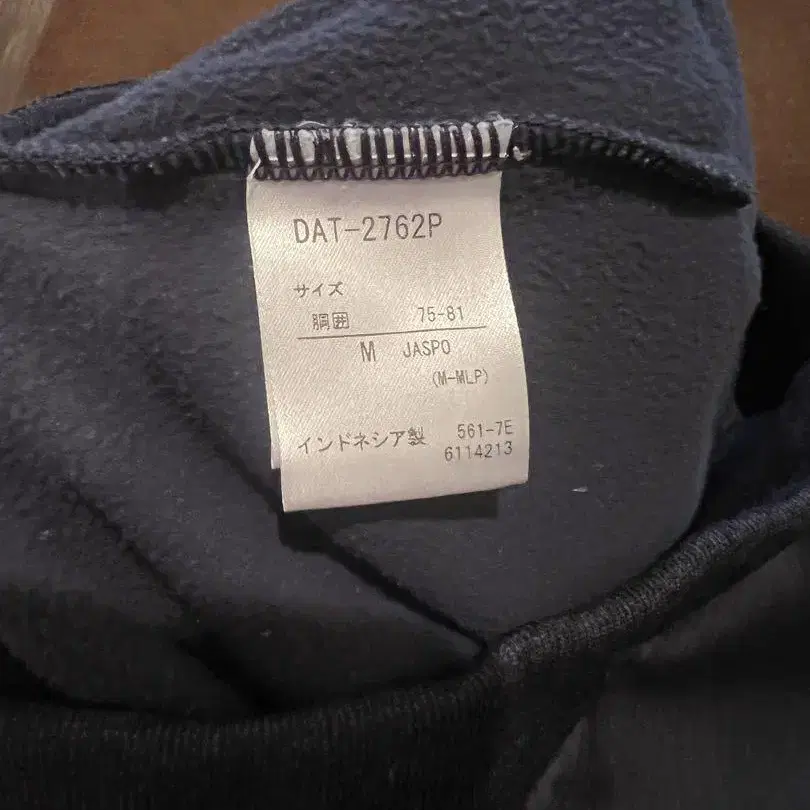 DAT-2762P
サイズ
胴囲 75-81
M JASPO
(M-MLP)
インドネシア製 561-7E
6114213